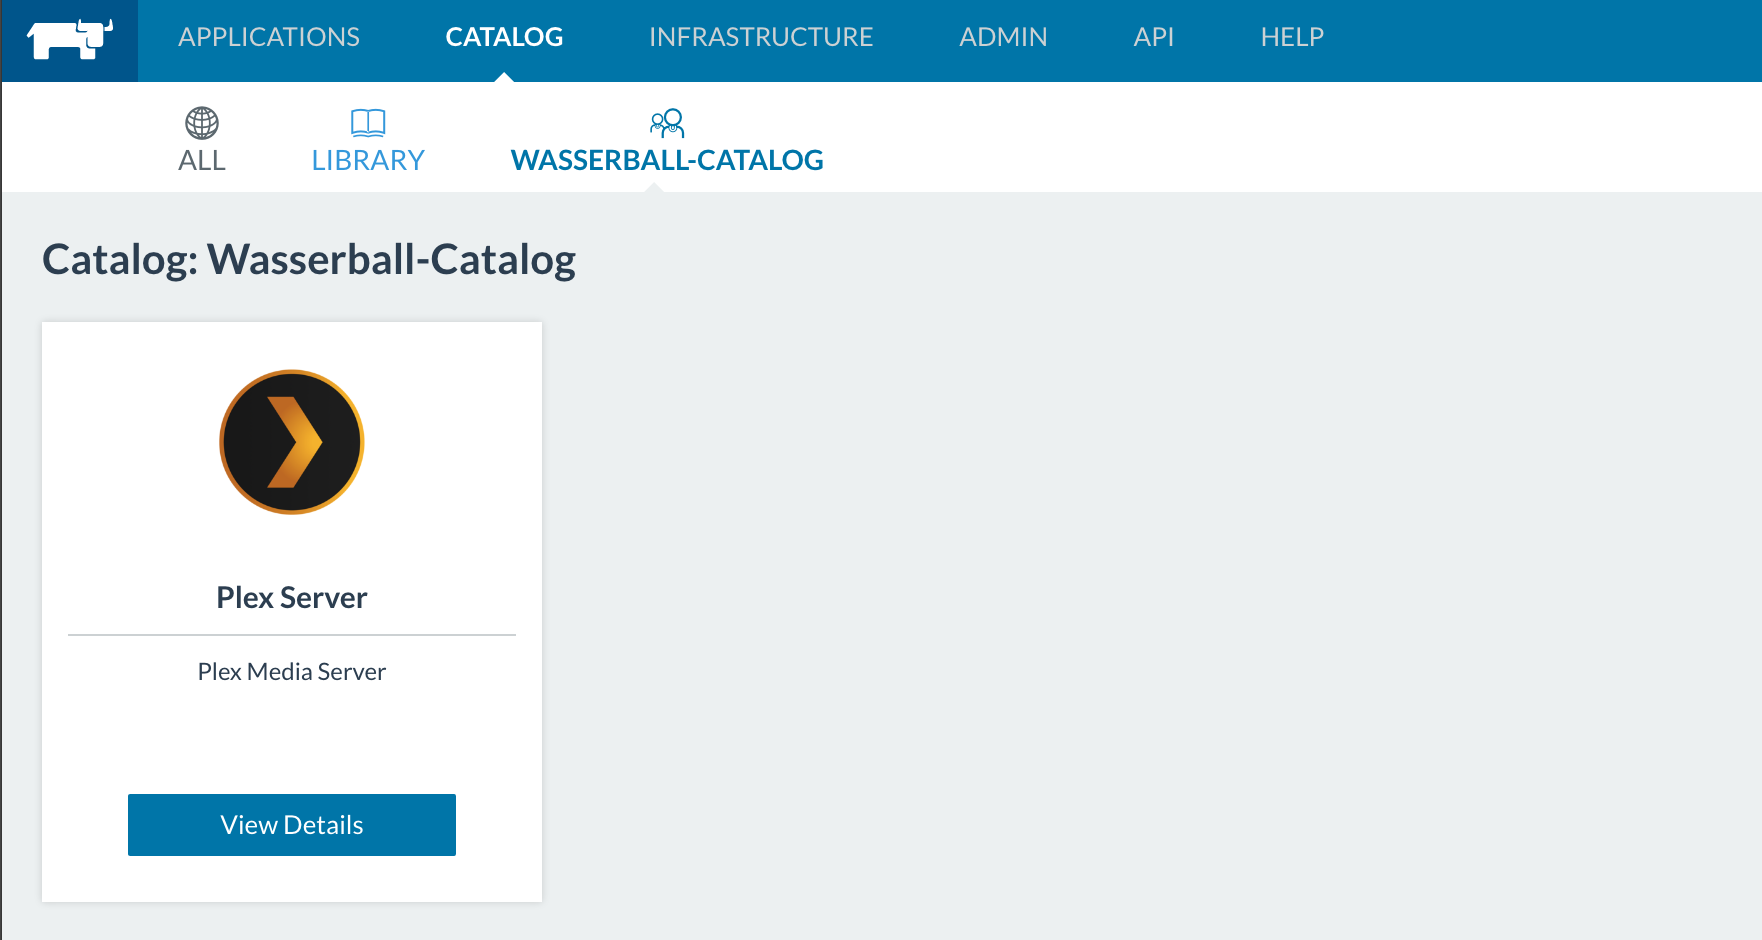 APPLICATIONS CATALOG INFRASTRUCTURE ADMIN API HELP
ALL LIBRARY WASSERBALL-CATALOG
Catalog: Wasserball-Catalog
Plex Server
Plex Media Server
View Details